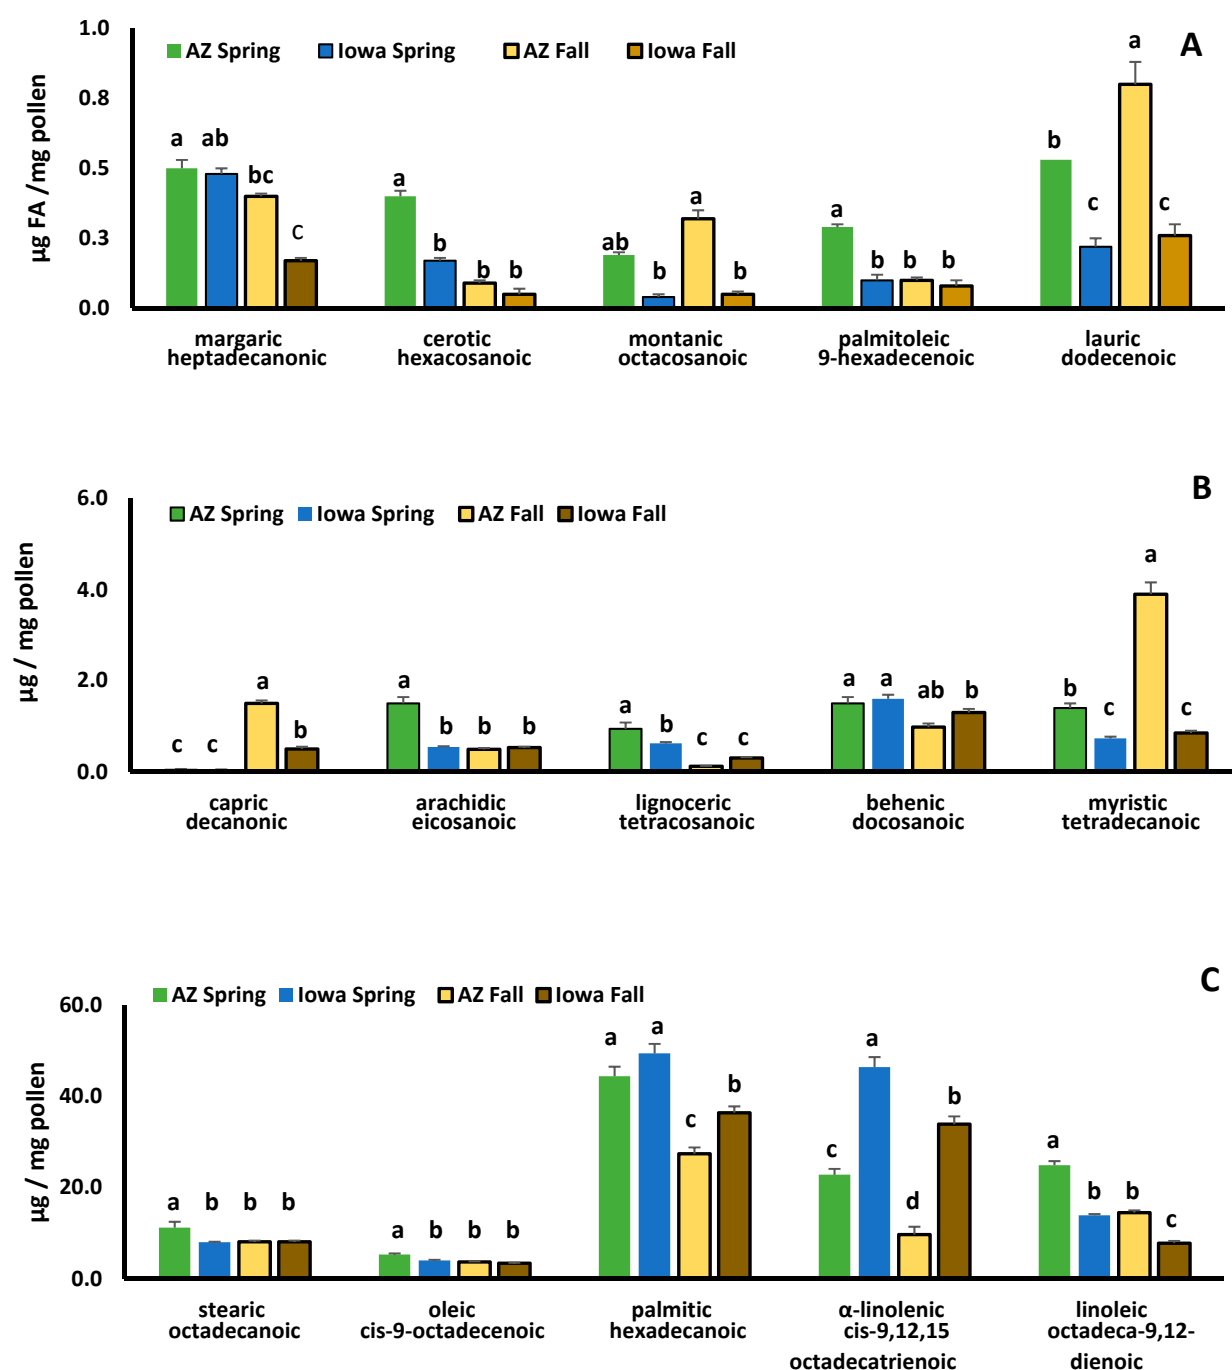 A
AZ Spring Iowa Spring AZ Fall Iowa Fall
µg FA /mg pollen
1.0
0.8
0.5
0.3
0.0
a ab bc c
a b b b
ab b a b
a b b b
b c a c
margaric
heptadecanonic
cerotic
hexacosanoic
montanic
octacosanoic
palmitoleic
9-hexadecenoic
lauric
dodecenoic
B
AZ Spring Iowa Spring AZ Fall Iowa Fall
µg / mg pollen
6.0
4.0
2.0
0.0
c c a b
a b b b
a b c c
a a ab b
b c a c
capric
decanonic
arachidic
eicosanoic
lignoceric
tetracosanoic
behenic
docosanoic
myristic
tetradecanoic
C
AZ Spring Iowa Spring AZ Fall Iowa Fall
µg / mg pollen
60.0
40.0
20.0
0.0
a b b b
a b b b
a a c b
c a d b
a b b c
stearic
octadecanoic
oleic
cis-9-octadecenoic
palmitic
hexadecanoic
α-linolenic
cis-9,12,15
octadecatrienoic
linoleic
octadeca-9,12-
dienoic